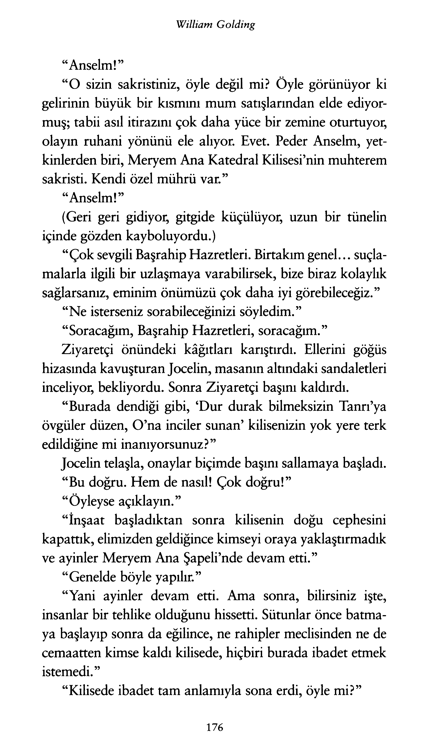 William Golding
“Anselm!”
“O sizin sakristiniz, öyle değil mi? Öyle görünüyor ki
gelirinin büyük bir kısmını mum satışlarından elde ediyor-
muş; tabii asıl itirazını çok daha yüce bir zemine oturtuyor,
olayın ruhani yönünü ele alıyor. Evet. Peder Anselm, yet-
kinlerden biri, Meryem Ana Katedral Kilisesi’nin muhterem
sakristi. Kendi özel mührü var.”
“Anselm!”
(Geri geri gidiyor, gitgide küçülüyor, uzun bir tünelin
içinde gözden kayboluyordu.)
“Çok sevgili Başrahip Hazretleri. Birtakım genel... suçla-
malarla ilgili bir uzlaşmaya varabilirsek, bize biraz kolaylık
sağlarsanız, eminim önümüzü çok daha iyi görebileceğiz.”
“Ne isterseniz sorabileceğinizi söyledim.”
“Soracağım, Başrahip Hazretleri, soracağım.”
Ziyaretçi önündeki kâğıtları karıştırdı. Ellerini göğüs
hizasında kavuşturan Jocelin, masanın altındaki sandaletleri
inceliyor, bekliyordu. Sonra Ziyaretçi başını kaldırdı.
“Burada dendiği gibi, ‘Dur durak bilmeksizin Tanrı’ya
övgüler düzen, O’na inciler sunan’ kilisenizin yok yere terk
edildiğine mi inanıyorsunuz?”
Jocelin telaşla, onaylar biçimde başını sallamaya başladı.
“Bu doğru. Hem de nasıl! Çok doğru!”
“Öyleyse açıklayın.”
“İnşaat başladıktan sonra kilisenin doğu cephesini
kapattık, elimizden geldiğince kimseyi oraya yaklaştırmadık
ve ayinler Meryem Ana Şapeli’nde devam etti.”
“Genelde böyle yapılır.”
“Yani ayinler devam etti. Ama sonra, bilirsiniz işte,
insanlar bir tehlike olduğunu hissetti. Sütunlar önce batma-
ya başlayıp sonra da eğilince, ne rahipler meclisinden ne de
cemaatten kimse kaldı kilisede, hiçbiri burada ibadet etmek
istemedi.”
“Kilisede ibadet tam anlamıyla sona erdi, öyle mi?”
176